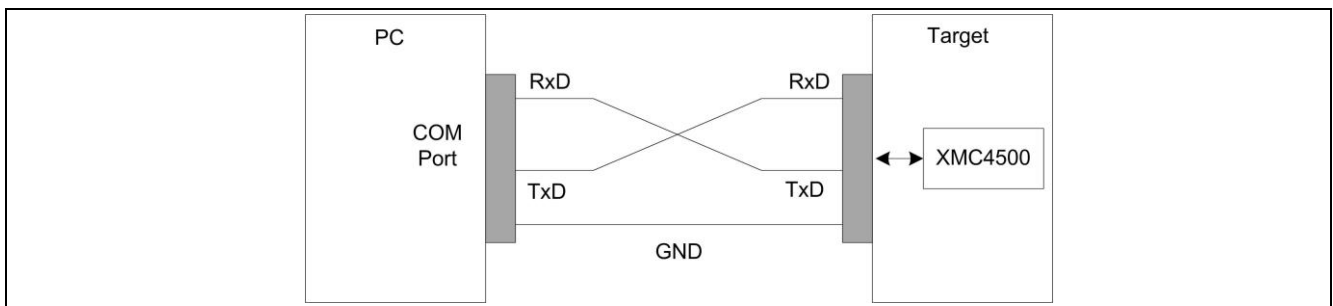 PC
Target
RxD
RxD
COM
Port
XMC4500
TxD
TxD
GND